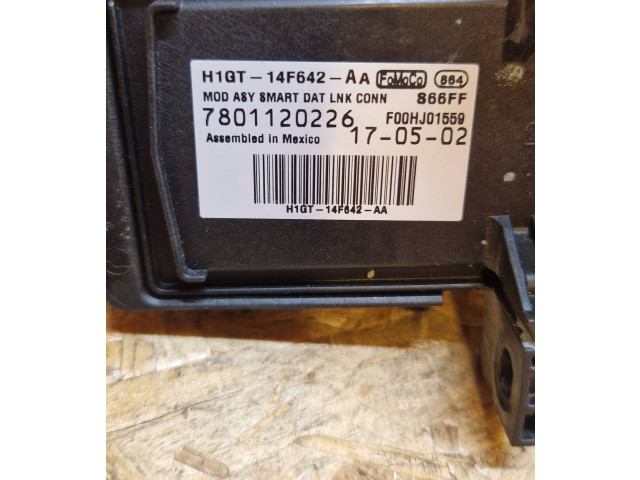 H1GT-14F642-AA FoMoCo 864
MOD ASY SMART DAT LNK CONN 866FF
7801120226 F00HJ01559
Assembled in Mexico 17-05-02
H1GT-14F642-AA